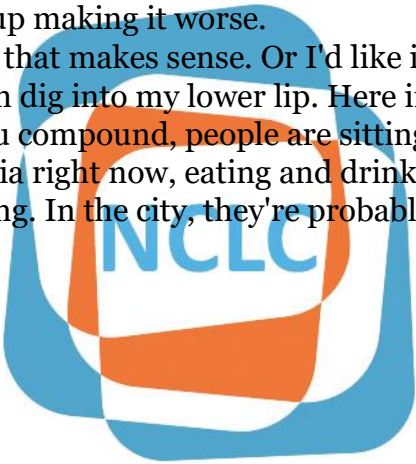 up making it worse.
that makes sense. Or I'd like i
n dig into my lower lip. Here i
u compound, people are sitting
ia right now, eating and drink
ng. In the city, they're probabl
NCLC